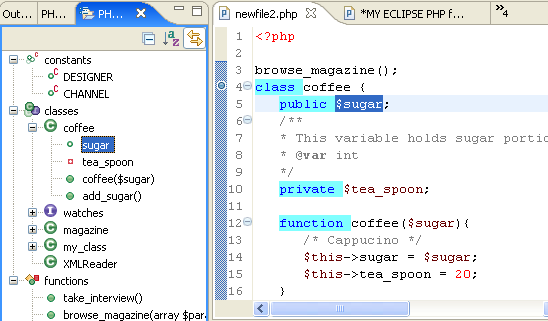 Out...
PH...
PH...
constants
DESIGNER
CHANNEL
classes
coffee
sugar
tea_spoon
coffee($sugar)
add_sugar()
watches
magazine
my_class
XMLReader
functions
take_interview()
browse_magazine(array $par
newfile2.php
*MY ECLIPSE PHP f...
»4
1 <?php
2
3 browse_magazine();
4 class coffee {
5 public $sugar;
6 /**
7 * This variable holds sugar portic
8 * @var int
9 */
10 private $tea_spoon;
11
12 function coffee($sugar){
13 /* Cappucino */
14 $this->sugar = $sugar;
15 $this->tea_spoon = 20;
16 }